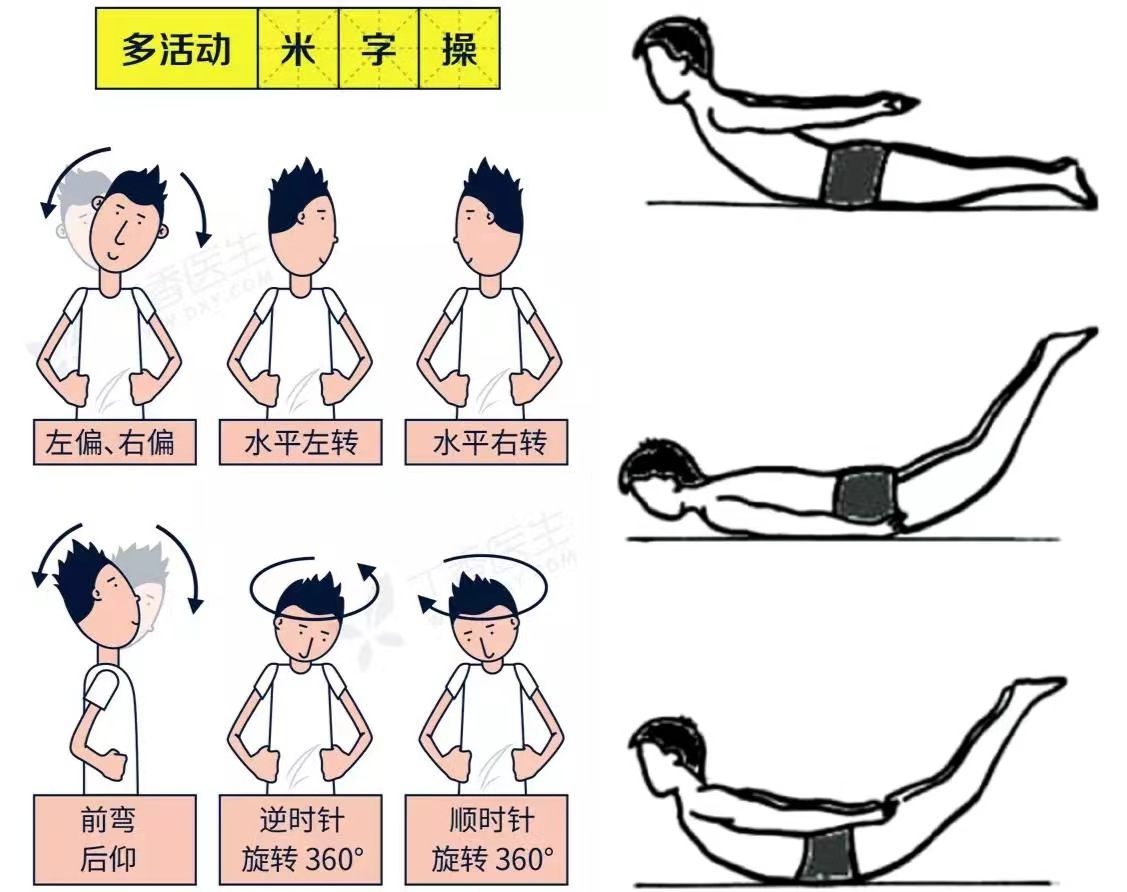 多活动米字操
左偏、右偏
水平左转
水平右转
前弯
后仰
逆时针
旋转 360°
顺时针
旋转 360°